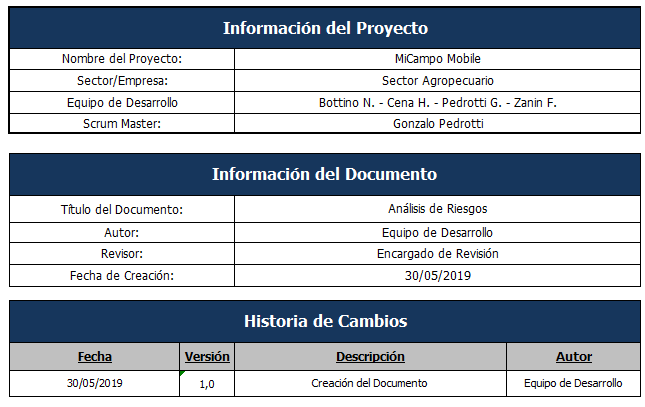 Información del Proyecto
Nombre del Proyecto: MiCampo Mobile
Sector/Empresa: Sector Agropecuario
Equipo de Desarrollo Bottino N. - Cena H. - Pedrotti G. - Zanin F.
Scrum Master: Gonzalo Pedrotti
Información del Documento
Título del Documento: Análisis de Riesgos
Autor: Equipo de Desarrollo
Revisor: Encargado de Revisión
Fecha de Creación: 30/05/2019
Historia de Cambios
Fecha Versión Descripción Autor
30/05/2019 1,0 Creación del Documento Equipo de Desarrollo